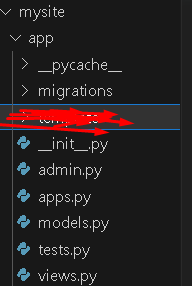 mysite
app
__pycache__
migrations
__init__.py
admin.py
apps.py
models.py
tests.py
views.py